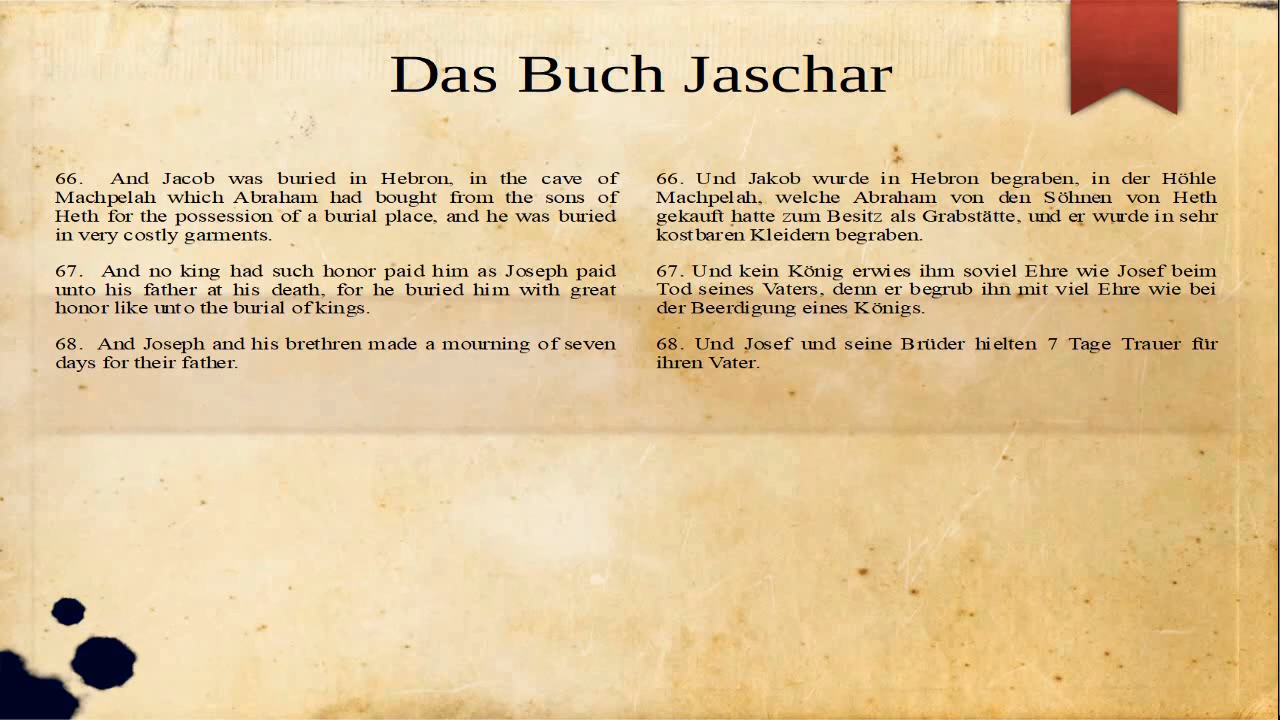 Das Buch Jaschar
66. And Jacob was buried in Hebron, in the cave of
Machpelah which Abraham had bought from the sons of
Heth for the possession of a burial place, and he was buried
in very costly garments.
67. And no king had such honor paid him as Joseph paid
unto his father at his death, for he buried him with great
honor like unto the burial of kings.
68. And Joseph and his brethren made a mourning of seven
days for their father.
66. Und Jakob wurde in Hebron begraben, in der Höhle
Machpelah, welche Abraham von den Söhnen von Heth
gekauft hatte zum Besitz als Grabstätte, und er wurde in sehr
kostbaren Kleidern begraben.
67. Und kein König erwies ihm soviel Ehre wie Josef beim
Tod seines Vaters, denn er begrub ihn mit viel Ehre wie bei
der Beerdigung eines Königs.
68. Und Josef und seine Brüder hielten 7 Tage Trauer für
ihren Vater.